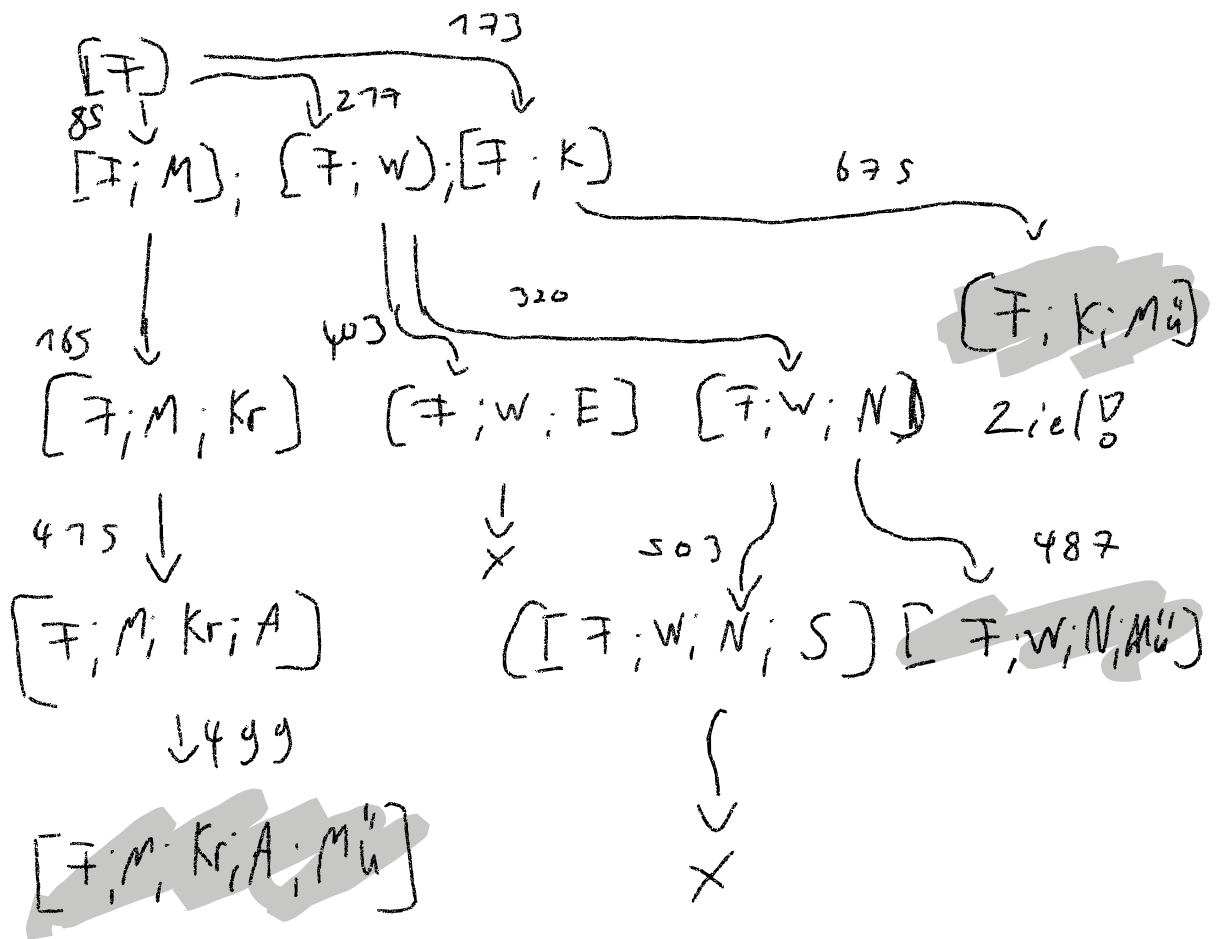 173
[F]
85 277
[F; M]; [F; W); [F; K]
675
320
403
[F; K; Mü]
165
[F; M; Kr] [F; W; E] [F; W; N] Ziel!
475 503 487
x
[F; M; Kr; A] ([F; W; N; S] [F; W; N; Mü]
499
[F; M; Kr; A; Mü]
x